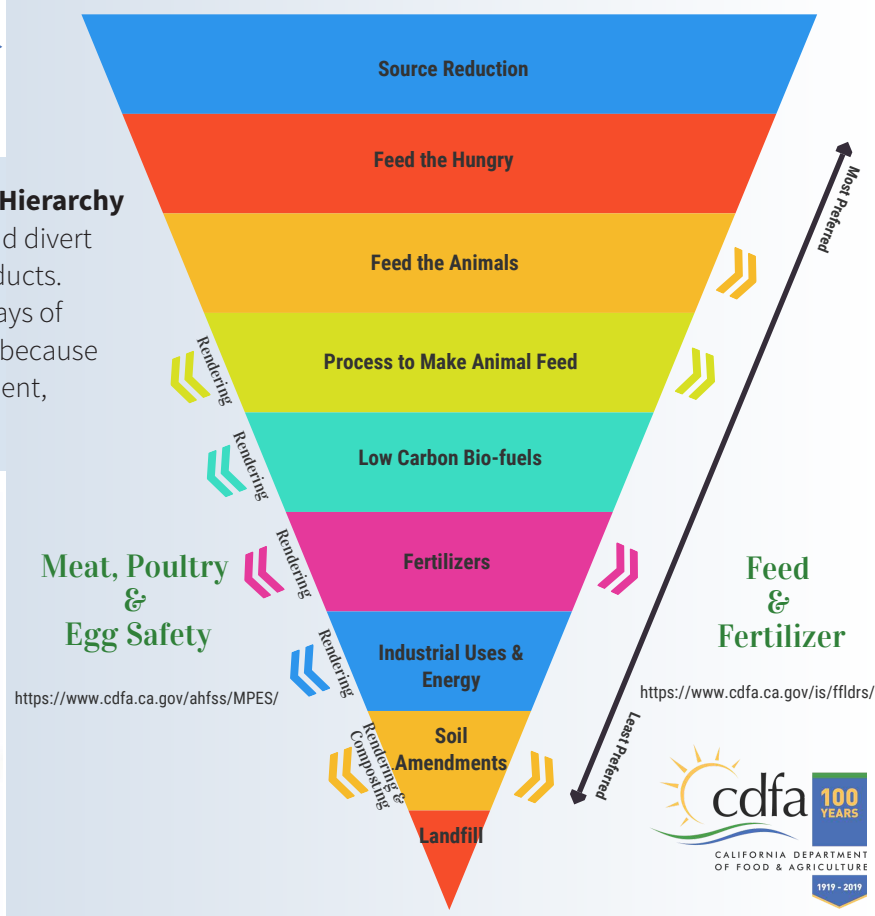 Source Reduction
Feed the Hungry
Hierarchy
d divert
ducts.
ays of
because
ent,
Feed the Animals
Most Preferred
Process to Make Animal Feed
Rendering
Low Carbon Bio-fuels
Rendering
Fertilizers
Rendering
Meat, Poultry
&
Egg Safety
https://www.cdfa.ca.gov/ahfss/MPES/
Feed
&
Fertilizer
https://www.cdfa.ca.gov/is/ffldrs/
Industrial Uses &
Energy
Rendering
Soil
Amendments
Rendering &
Composting
Least Preferred
Landfill
cdfa
CALIFORNIA DEPARTMENT
OF FOOD & AGRICULTURE
100
YEARS
1919 - 2019